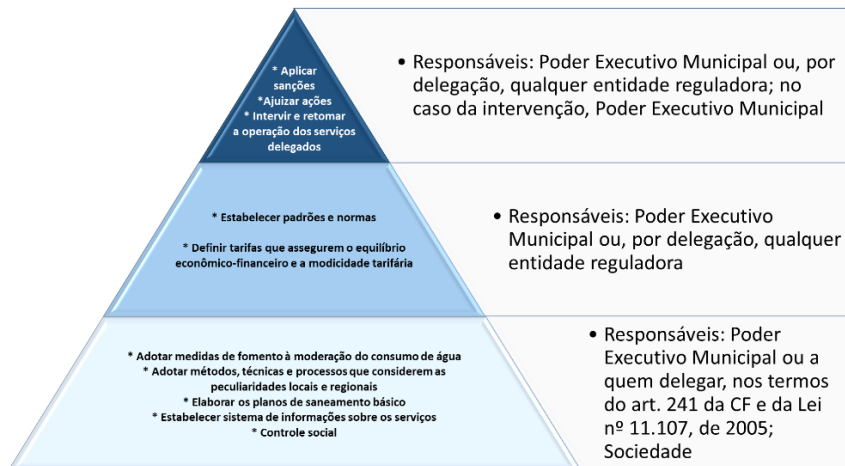 * Aplicar
sanções
*Ajuizar ações
* Intervir e retomar
a operação dos serviços
delegados
• Responsáveis: Poder Executivo Municipal ou, por
delegação, qualquer entidade reguladora; no
caso da intervenção, Poder Executivo Municipal
* Estabelecer padrões e normas
* Definir tarifas que assegurem o equilíbrio
econômico-financeiro e a modicidade tarifária
• Responsáveis: Poder Executivo
Municipal ou, por delegação, qualquer
entidade reguladora
* Adotar medidas de fomento à moderação do consumo de água
* Adotar métodos, técnicas e processos que considerem as
peculiaridades locais e regionais
* Elaborar os planos de saneamento básico
* Estabelecer sistema de informações sobre os serviços
* Controle social
• Responsáveis: Poder
Executivo Municipal ou a
quem delegar, nos termos
do art. 241 da CF e da Lei
nº 11.107, de 2005;
Sociedade